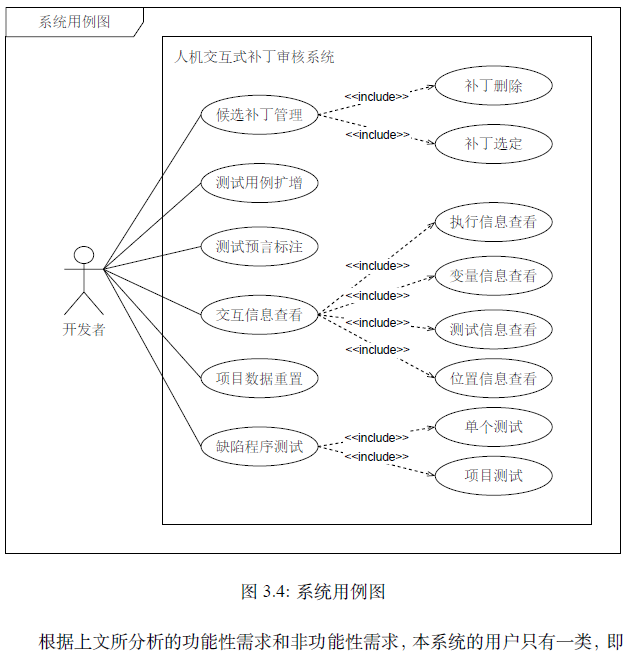 系统用例图
人机交互式补丁审核系统
候选补丁管理
<<include>>
补丁删除
<<include>>
补丁选定
测试用例扩增
测试预言标注
开发者
交互信息查看
<<include>>
执行信息查看
<<include>>
变量信息查看
<<include>>
测试信息查看
<<include>>
位置信息查看
项目数据重置
缺陷程序测试
<<include>>
单个测试
<<include>>
项目测试
图 3.4: 系统用例图
根据上文所分析的功能性需求和非功能性需求，本系统的用户只有一类，即